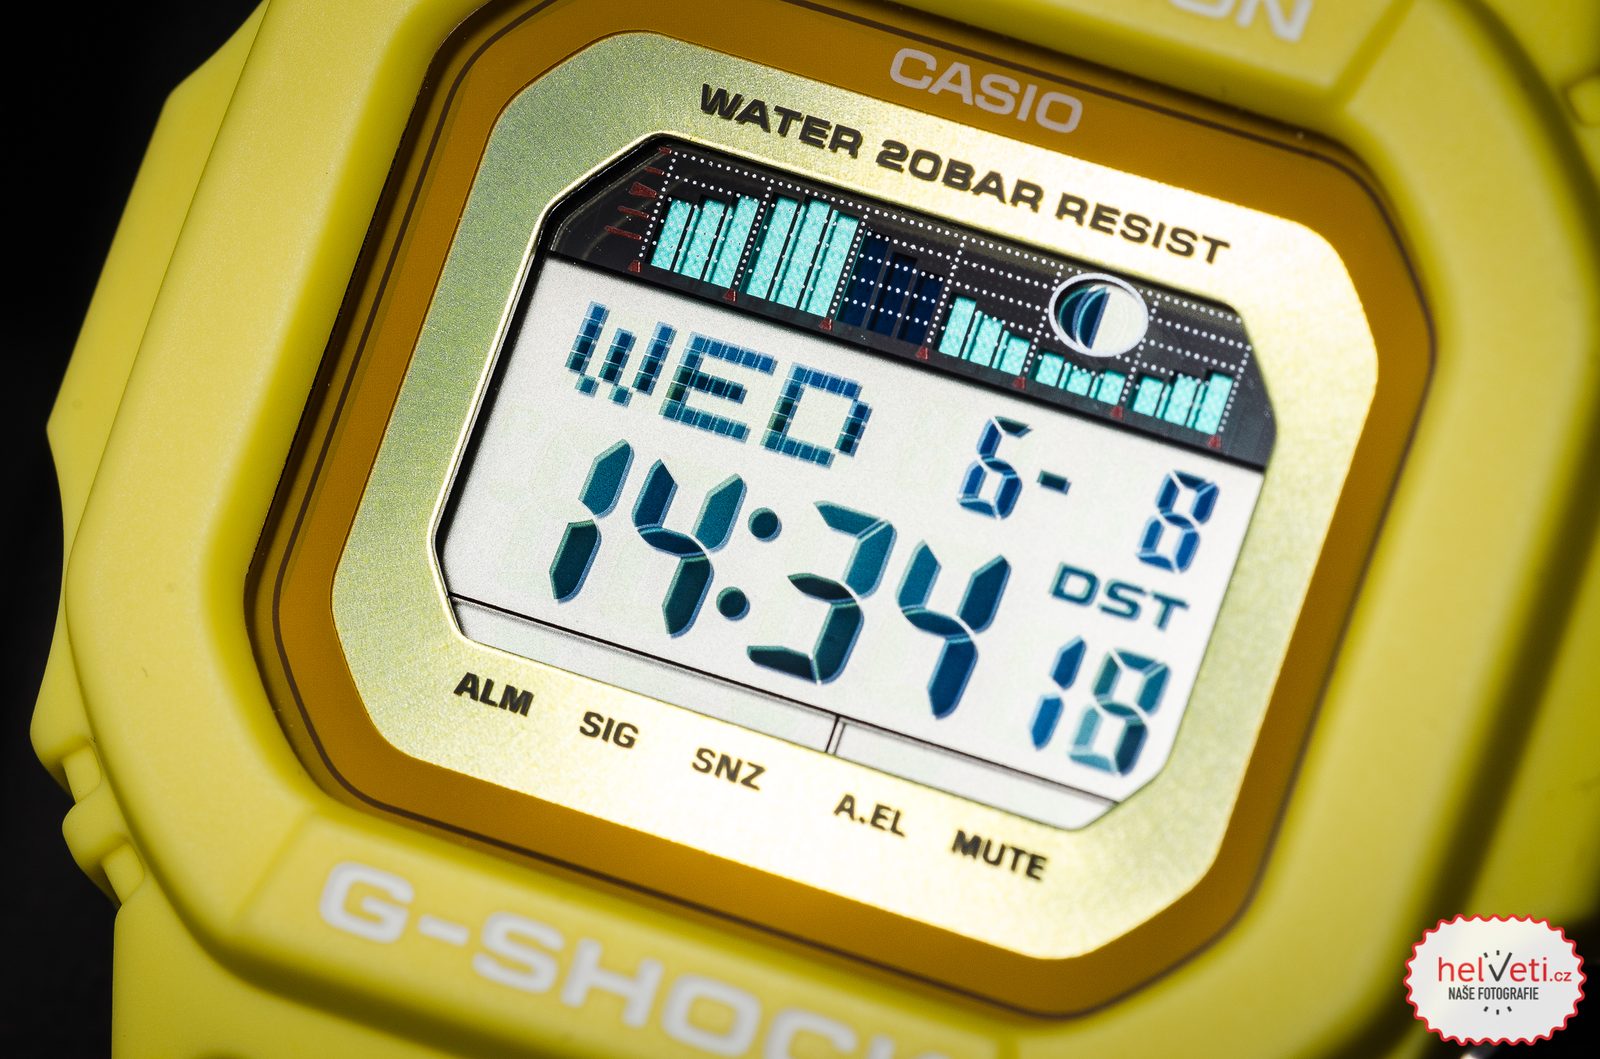 CASIO
WATER 20BAR RESIST
WED 6-8
14:34 18
DST
ALM SIG SNZ A.EL MUTE
G-SHOCK
helveti.cz
NAŠE FOTOGRAFIE